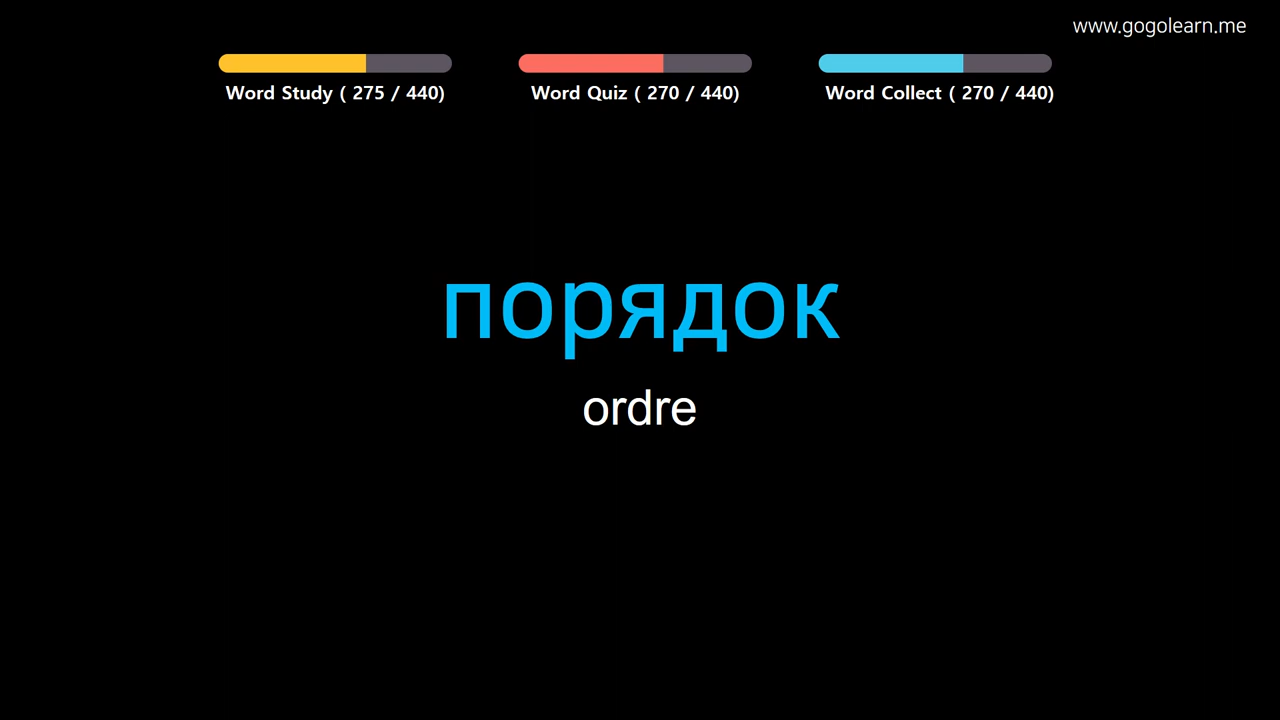 www.gogolearn.me
Word Study ( 275 / 440) Word Quiz ( 270 / 440) Word Collect ( 270 / 440)
порядок
ordre